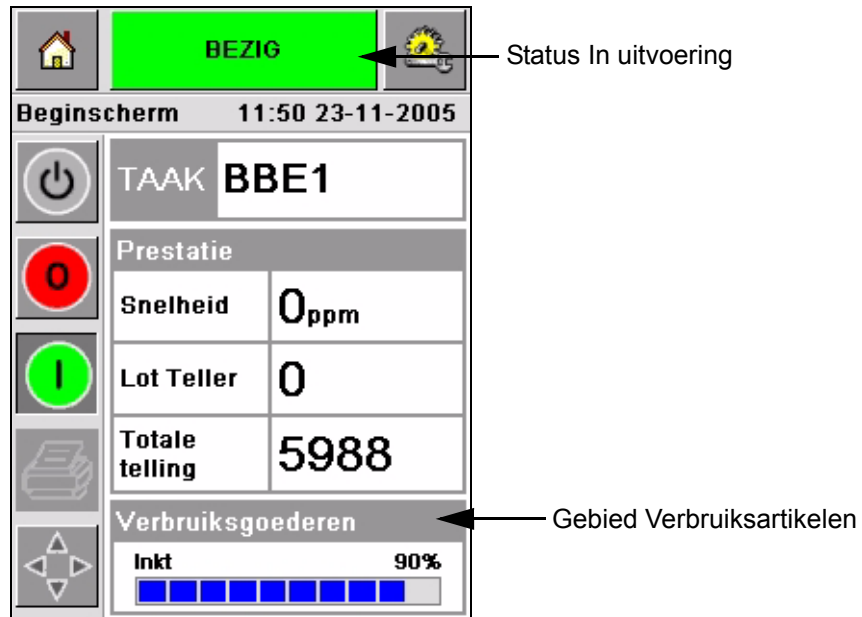 BEZIG
Status In uitvoering
Beginscherm 11:50 23-11-2005
TAAK BBE1
Prestatie
O
Snelheid 0ppm
I
Lot Teller 0
Totale
telling 5988
Verbruiksgoederen
Gebied Verbruiksartikelen
Inkt 90%